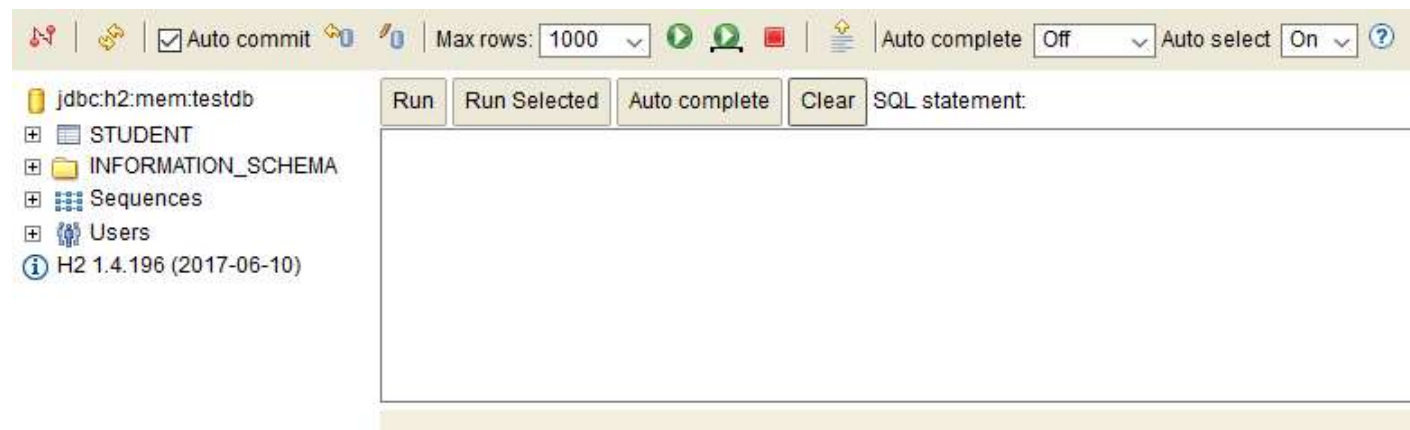 Auto commit Max rows: 1000 Auto complete Off Auto select On ?
jdbc:h2:mem:testdb
Run Run Selected Auto complete Clear SQL statement:
STUDENT
INFORMATION_SCHEMA
Sequences
Users
H2 1.4.196 (2017-06-10)